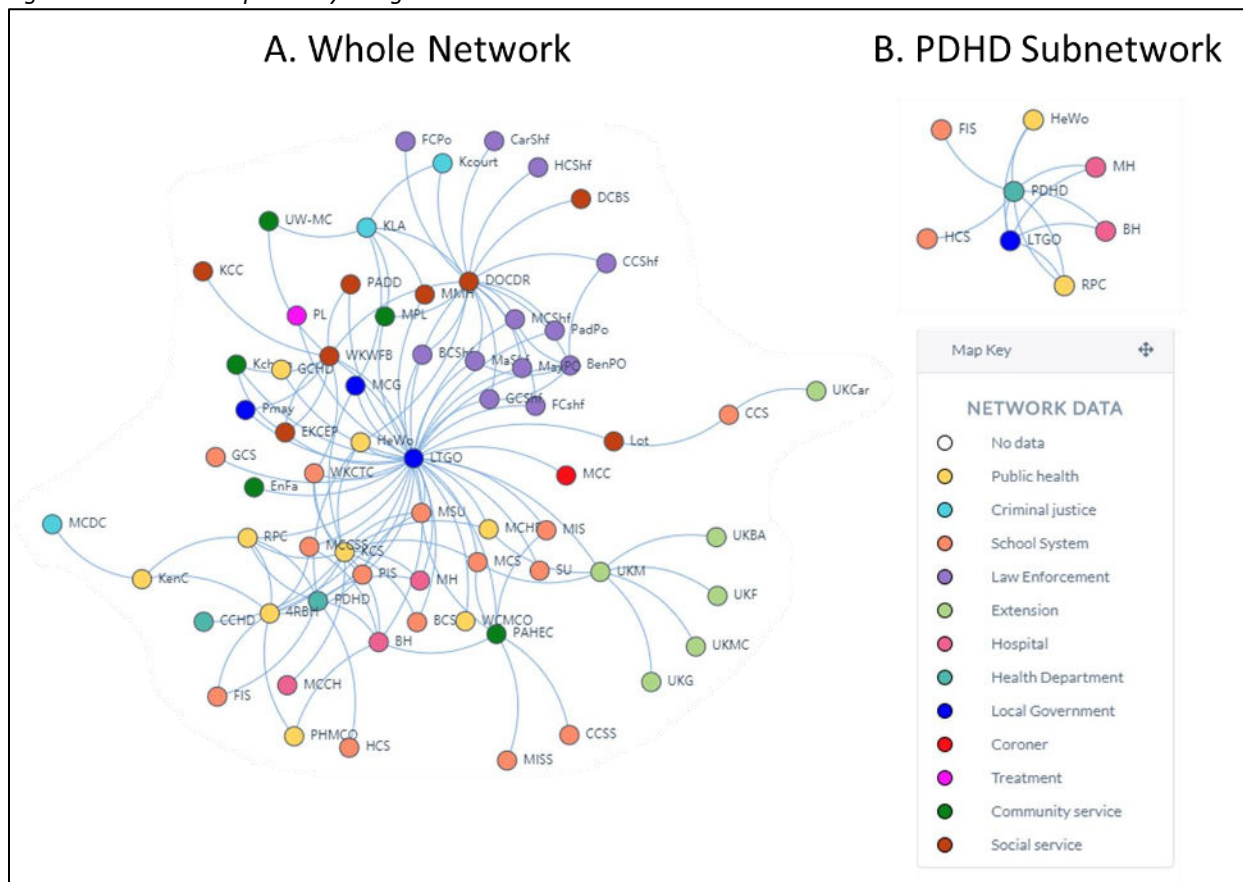 A. Whole Network
B. PDHD Subnetwork
FCPo
CarShf
Kcourt
HCShf
DCBS
UW-MC
KLA
CCShf
KCC
PADD
MMH
DOCDR
PL
MPL
MCShf
PadPo
WKWFB
BCShf
MaShf
MayPO
BenPO
GCHD
MCG
GCShf
FCshf
Pmay
EKCEP
HeWo
LTGO
Lot
CCS
UKCar
GCS
WKCTC
MCC
EnFa
MCDC
MSU
MIS
RPC
KCS
MCS
SU
UKM
UKBA
KenC
PIS
MH
UKF
PDHD
4RBH
CCHD
BCS
WCMCO
PAHEC
BH
UKMC
FIS
MCCH
UKG
PHMCO
HCS
CCSS
MISS
FIS
HeWo
MH
PDHD
HCS
LTGO
BH
RPC
Map Key
NETWORK DATA
No data
Public health
Criminal justice
School System
Law Enforcement
Extension
Hospital
Health Department
Local Government
Coroner
Treatment
Community service
Social service